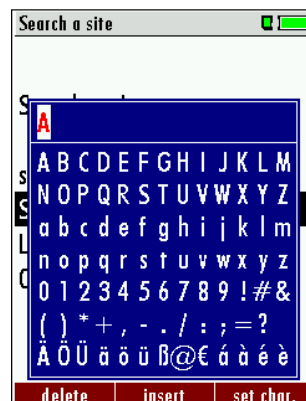 Search a site
S
A
A B C D E F G H I J K L M
s
N O P Q R S T U V W X Y Z
S
a b c d e f g h i j k l m
L
n o p q r s t u v w x y z
0 1 2 3 4 5 6 7 8 9 ! # &
( ) * + , - . / : ; = ?
Ä Ö Ü ä ö ü ß @ € á à é è
delete insert set char.